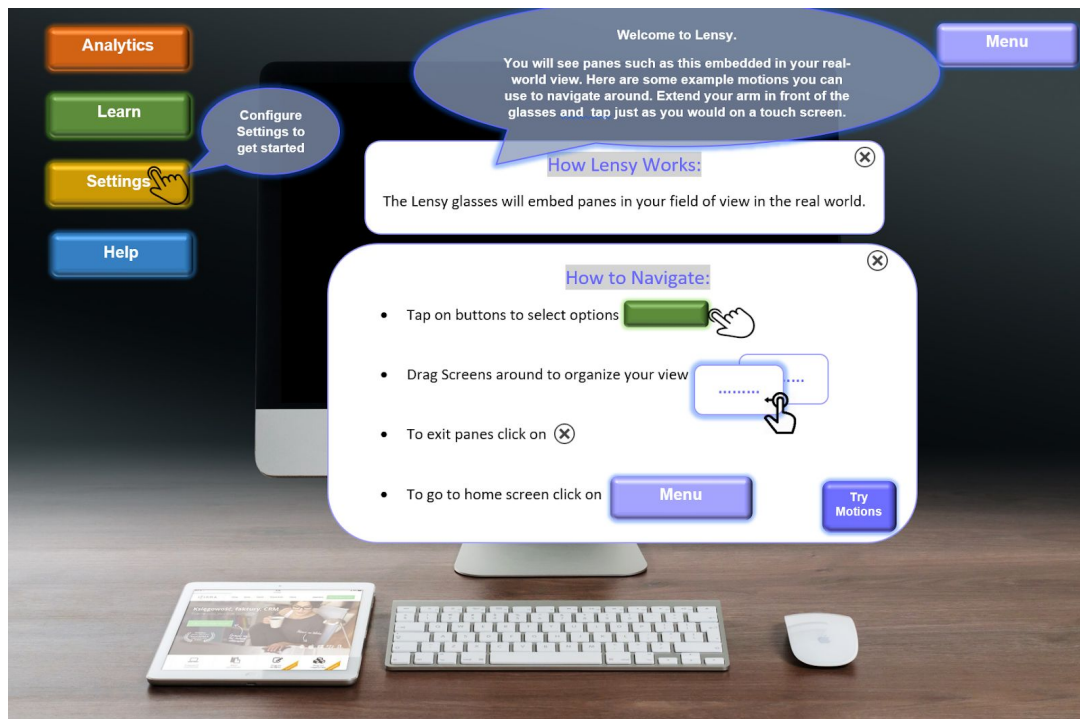 Analytics
Learn
Settings
Help
Configure
Settings to
get started
Welcome to Lensy.
You will see panes such as this embedded in your real-
world view. Here are some example motions you can
use to navigate around. Extend your arm in front of the
glasses and tap just as you would on a touch screen.
Menu
How Lensy Works:
The Lensy glasses will embed panes in your field of view in the real world.
How to Navigate:
• Tap on buttons to select options
• Drag Screens around to organize your view
.........
• To exit panes click on
• To go to home screen click on
Menu
Try
Motions